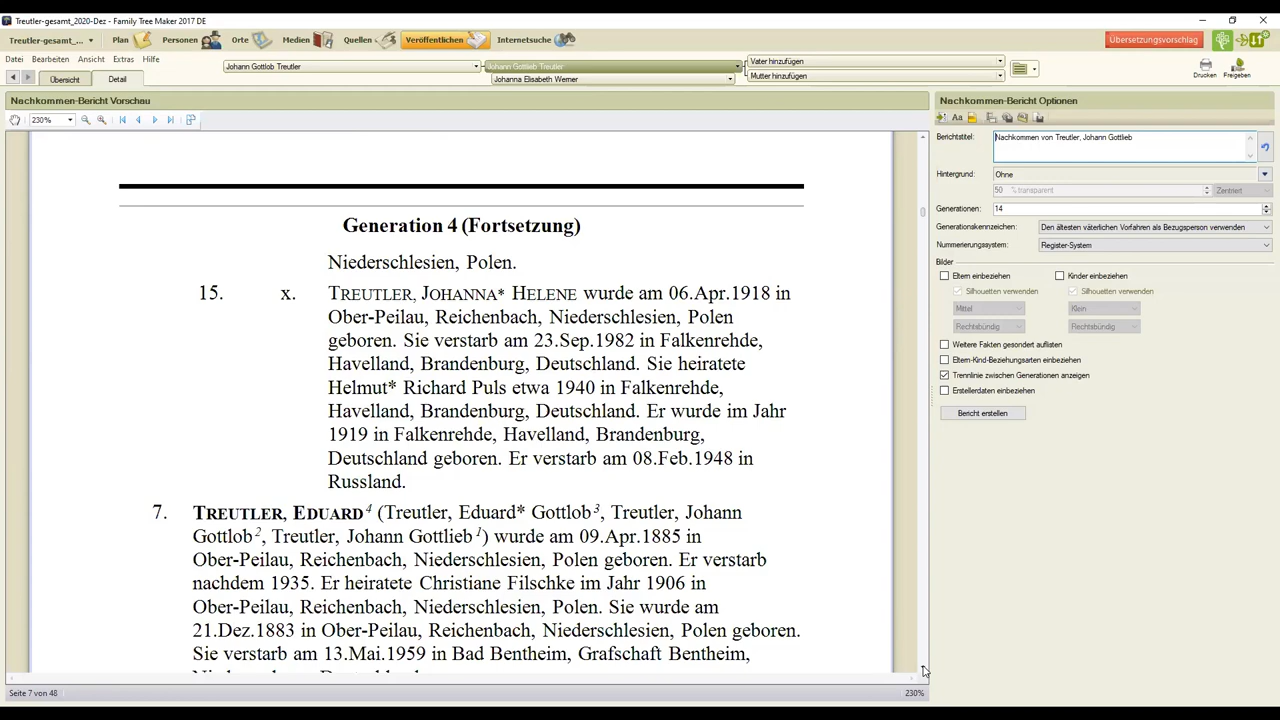 Treutler-gesamt_2020-Dez - Family Tree Maker 2017 DE
Treutler-gesamt_... Plan Personen Orte Medien Quellen Veröffentlichen Internetsuche Übersetzungsvorschlag
Datei Bearbeiten Ansicht Extras Hilfe
Johann Gottlob Treutler Johann Gottlieb Treutler Vater hinzufügen
Johanna Elisabeth Werner Mutter hinzufügen
Übersicht Detail Drucken Freigeben
Nachkommen-Bericht Vorschau
230%
Generation 4 (Fortsetzung)
Niederschlesien, Polen.
15. x. TREUTLER, JOHANNA* HELENE wurde am 06.Apr.1918 in
Ober-Peilau, Reichenbach, Niederschlesien, Polen
geboren. Sie verstarb am 23.Sep.1982 in Falkenrehde,
Havelland, Brandenburg, Deutschland. Sie heiratete
Helmut* Richard Puls etwa 1940 in Falkenrehde,
Havelland, Brandenburg, Deutschland. Er wurde im Jahr
1919 in Falkenrehde, Havelland, Brandenburg,
Deutschland geboren. Er verstarb am 08.Feb.1948 in
Russland.
7. TREUTLER, EDUARD4 (Treutler, Eduard* Gottlob3, Treutler, Johann
Gottlob2, Treutler, Johann Gottlieb1) wurde am 09.Apr.1885 in
Ober-Peilau, Reichenbach, Niederschlesien, Polen geboren. Er verstarb
nachdem 1935. Er heiratete Christiane Filschke im Jahr 1906 in
Ober-Peilau, Reichenbach, Niederschlesien, Polen. Sie wurde am
21.Dez.1883 in Ober-Peilau, Reichenbach, Niederschlesien, Polen geboren.
Sie verstarb am 13.Mai.1959 in Bad Bentheim, Grafschaft Bentheim,
Seite 7 von 48 230%
Nachkommen-Bericht Optionen
Aa
Berichtstitel: Nachkommen von Treutler, Johann Gottlieb
Hintergrund: Ohne
50 % transparent Zentriert
Generationen: 14
Generationskennzeichen: Den ältesten väterlichen Vorfahren als Bezugsperson verwenden
Nummerierungssystem: Register-System
Bilder
Eltern einbeziehen Kinder einbeziehen
Silhouetten verwenden Silhouetten verwenden
Mittel Klein
Rechtsbündig Rechtsbündig
Weitere Fakten gesondert auflisten
Eltern-Kind-Beziehungsarten einbeziehen
Trennlinie zwischen Generationen anzeigen
Erstellerdaten einbeziehen
Bericht erstellen